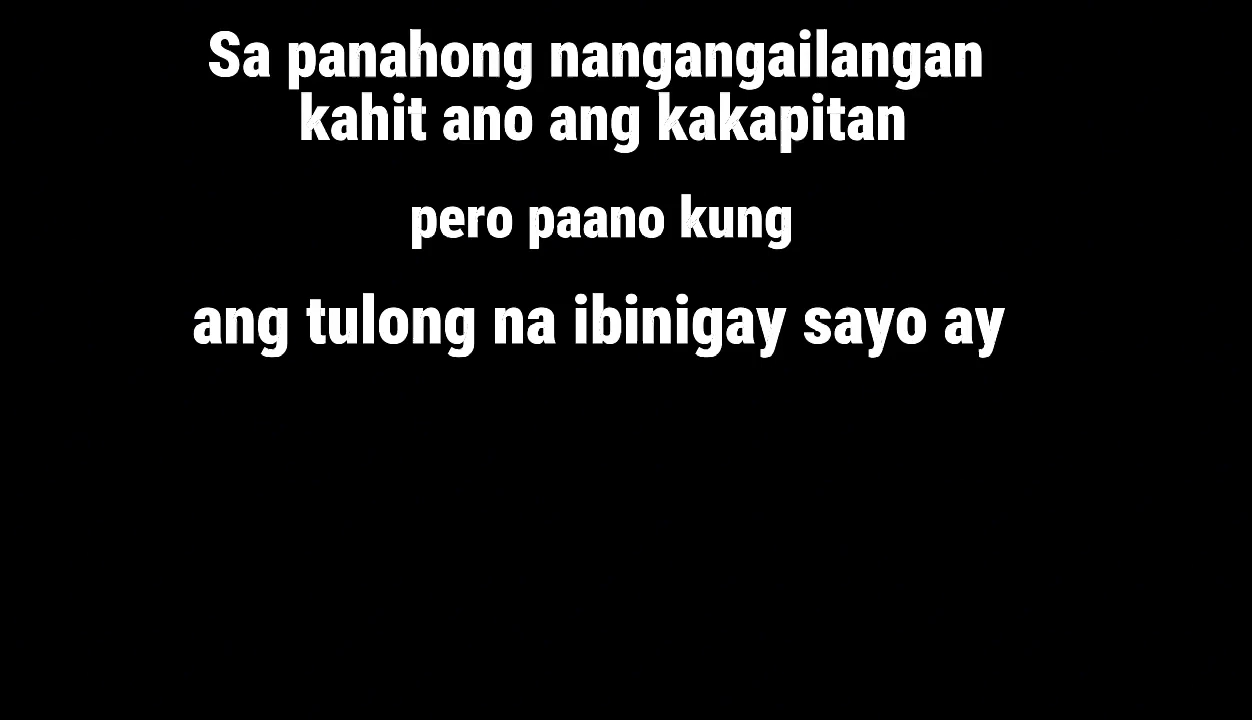 Sa panahong nangangailangan
kahit ano ang kakapitan
pero paano kung
ang tulong na ibinigay sayo ay